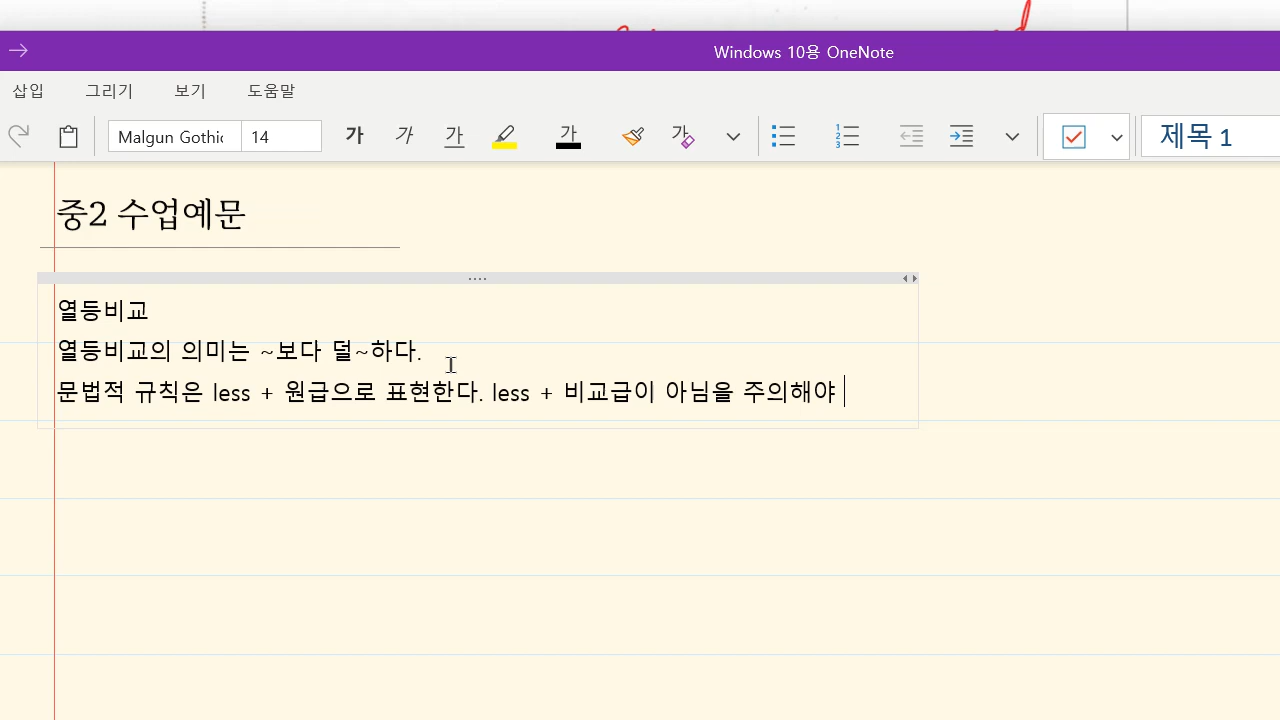 Windows 10용 OneNote
삽입 그리기 보기 도움말
Malgun Gothic 14 가 가 가 가 가 제목 1
중2 수업예문
열등비교
열등비교의 의미는 ~보다 덜~하다.
문법적 규칙은 less + 원급으로 표현한다. less + 비교급이 아님을 주의해야